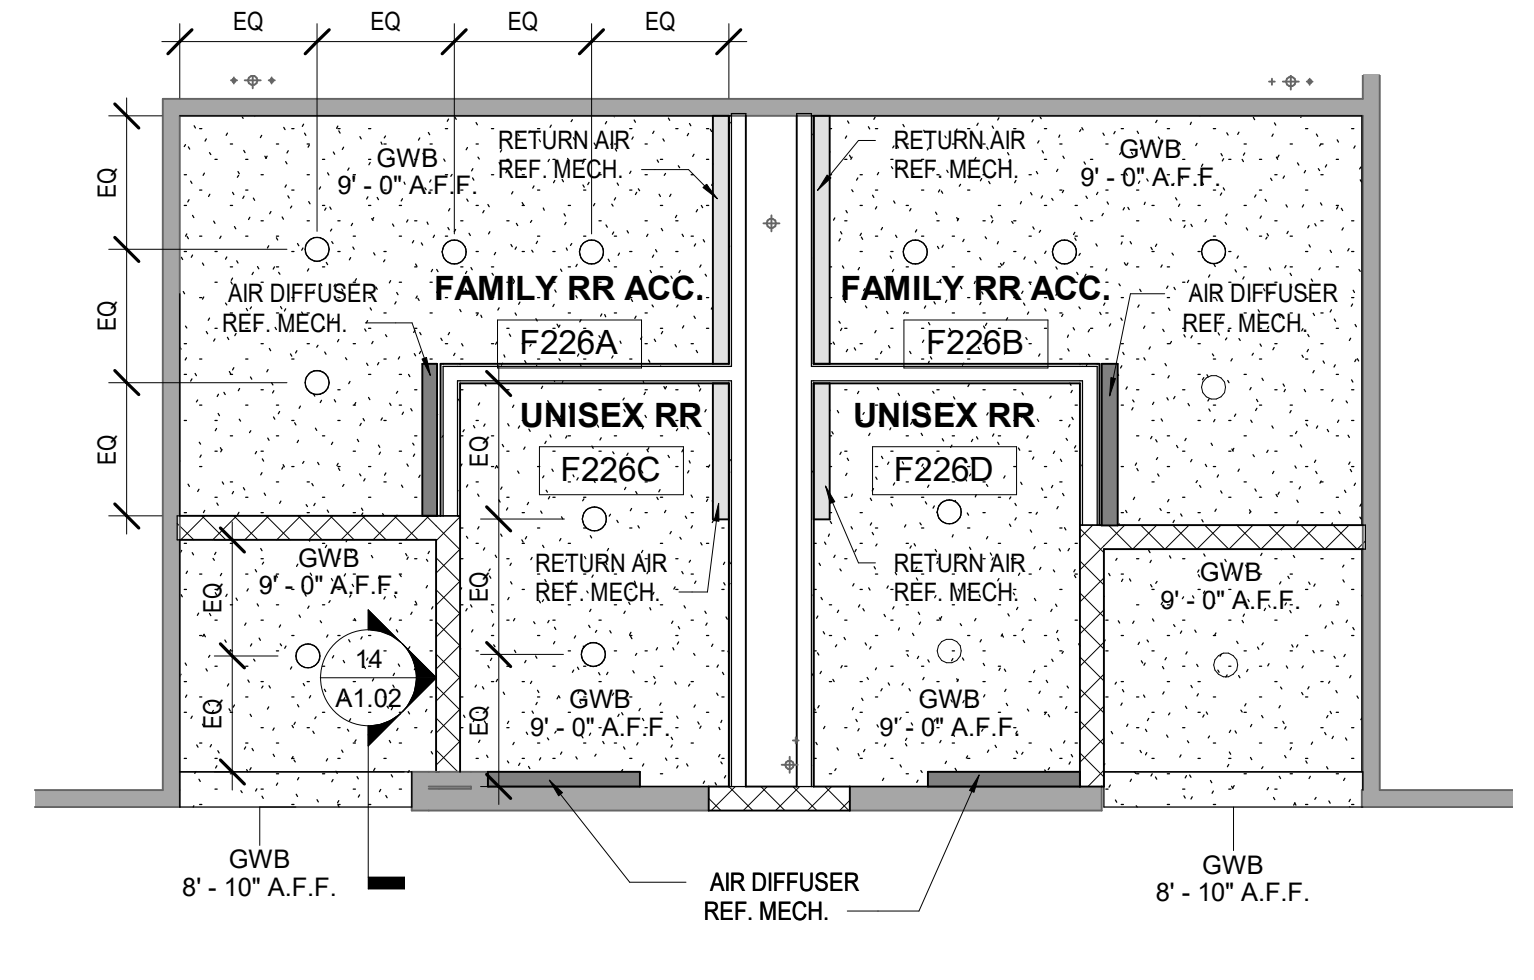 EQ
EQ
EQ
EQ
RETURN AIR
REF. MECH.
RETURN AIR
REF. MECH.
GWB
9' - 0" A.F.F.
GWB
9' - 0" A.F.F.
EQ
EQ
EQ
AIR DIFFUSER
REF. MECH.
FAMILY RR ACC.
F226A
FAMILY RR ACC.
F226B
AIR DIFFUSER
REF. MECH.
UNISEX RR
F226C
UNISEX RR
F226D
EQ
EQ
EQ
RETURN AIR
REF. MECH.
RETURN AIR
REF. MECH.
GWB
9' - 0" A.F.F.
GWB
9' - 0" A.F.F.
EQ
EQ
14
A1.02
GWB
9' - 0" A.F.F.
GWB
9' - 0" A.F.F.
GWB
8' - 10" A.F.F.
AIR DIFFUSER
REF. MECH.
GWB
8' - 10" A.F.F.